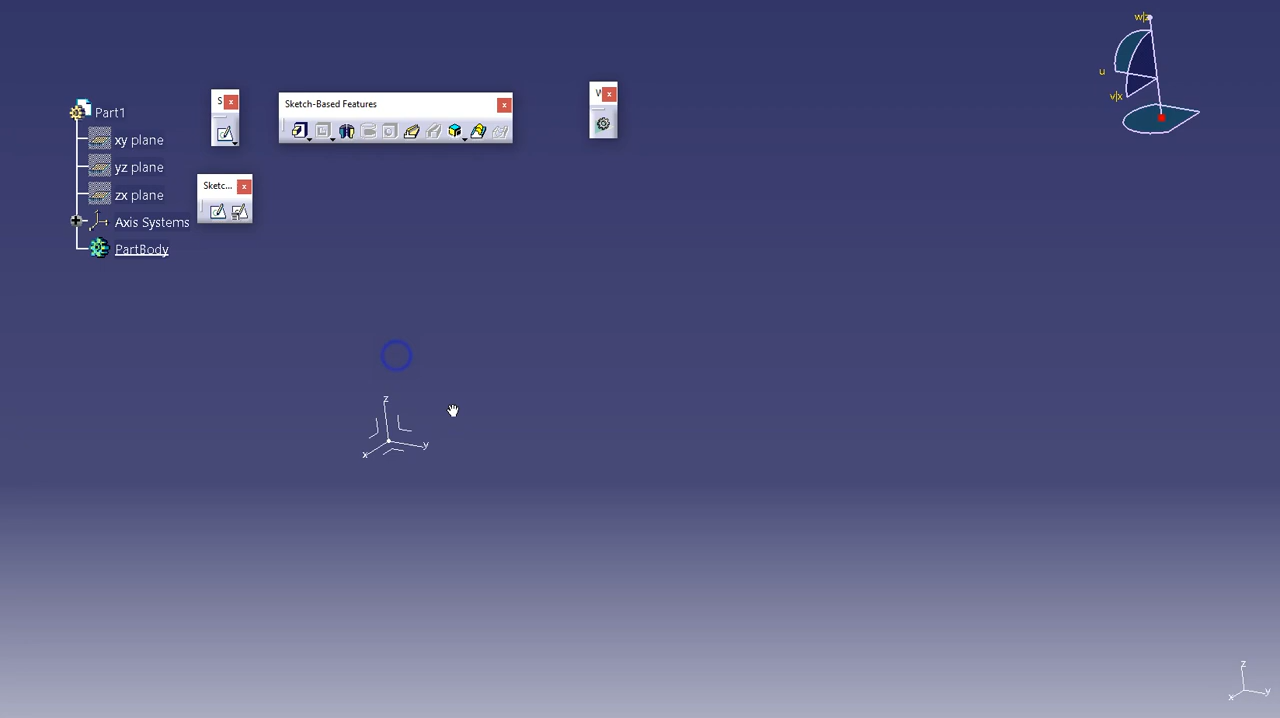 w|z
u
v|x
Part1
xy plane
yz plane
zx plane
Axis Systems
PartBody
S
Sketch-Based Features
Sketc...
z
y
x
z
y
x